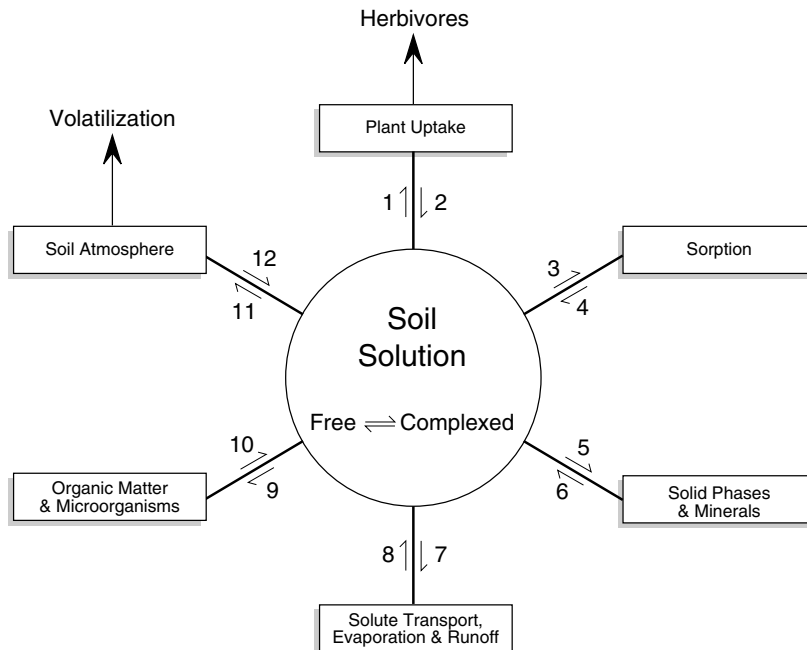 Herbivores
Plant Uptake
Volatilization
1 2
Soil Atmosphere
Sorption
12
3
11
4
Soil
Solution
Free ⇌ Complexed
10
5
9
6
Organic Matter
& Microorganisms
Solid Phases
& Minerals
8 7
Solute Transport,
Evaporation & Runoff